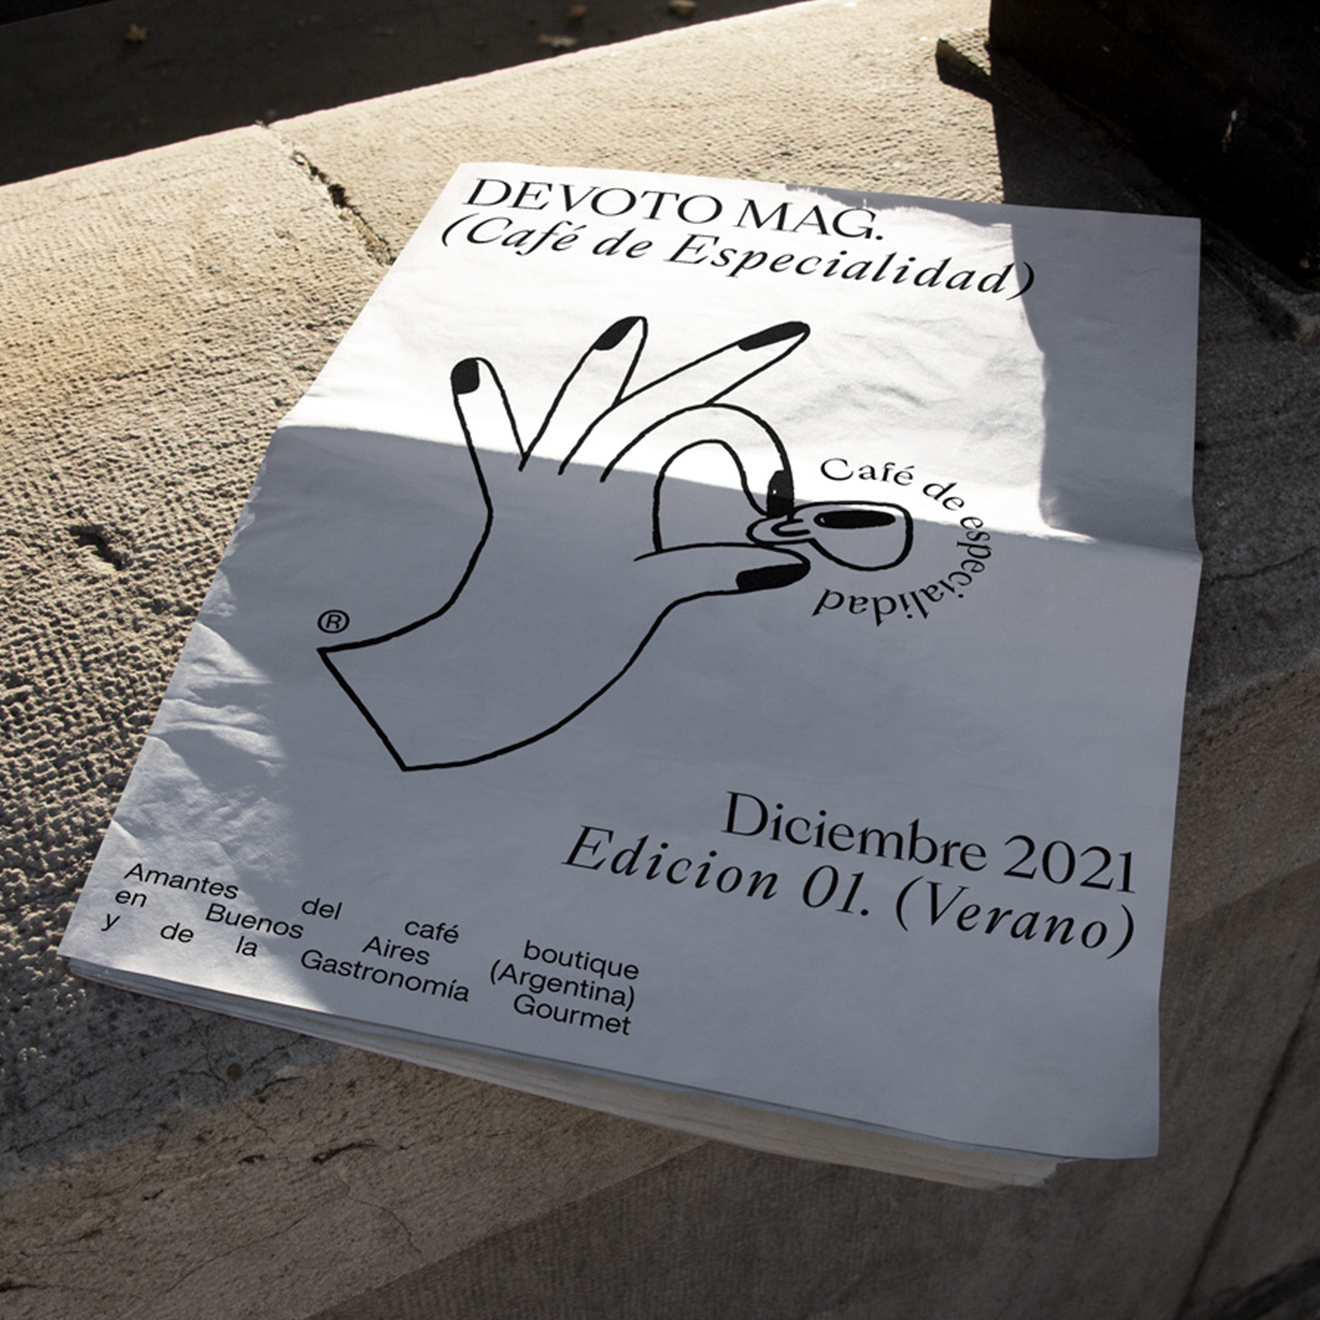 DEVOTO MAG.
(Café de Especialidad)
Café de especialidad
®
Diciembre 2021
Edicion 01. (Verano)
Amantes del café boutique
en Buenos Aires (Argentina)
y de la Gastronomía Gourmet